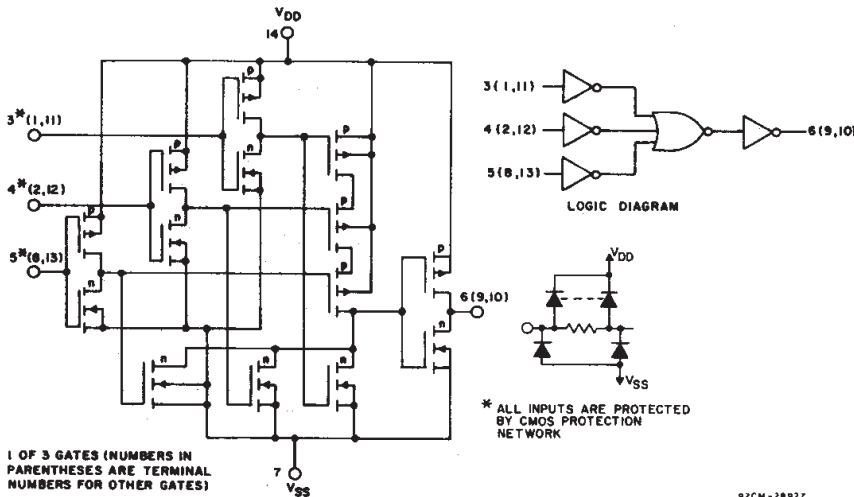 VDD
14
p
3*(1,11)
3(1,11)
6(9,10)
p
n
p
4(2,12)
4*(2,12)
5(8,13)
p
n
p
LOGIC DIAGRAM
5*(8,13)
p
p
VDD
n
6(9,10)
n
n
n
n
VSS
* ALL INPUTS ARE PROTECTED
BY CMOS PROTECTION
NETWORK
1 OF 3 GATES (NUMBERS IN
PARENTHESES ARE TERMINAL
NUMBERS FOR OTHER GATES)
7
VSS
92CM-28927